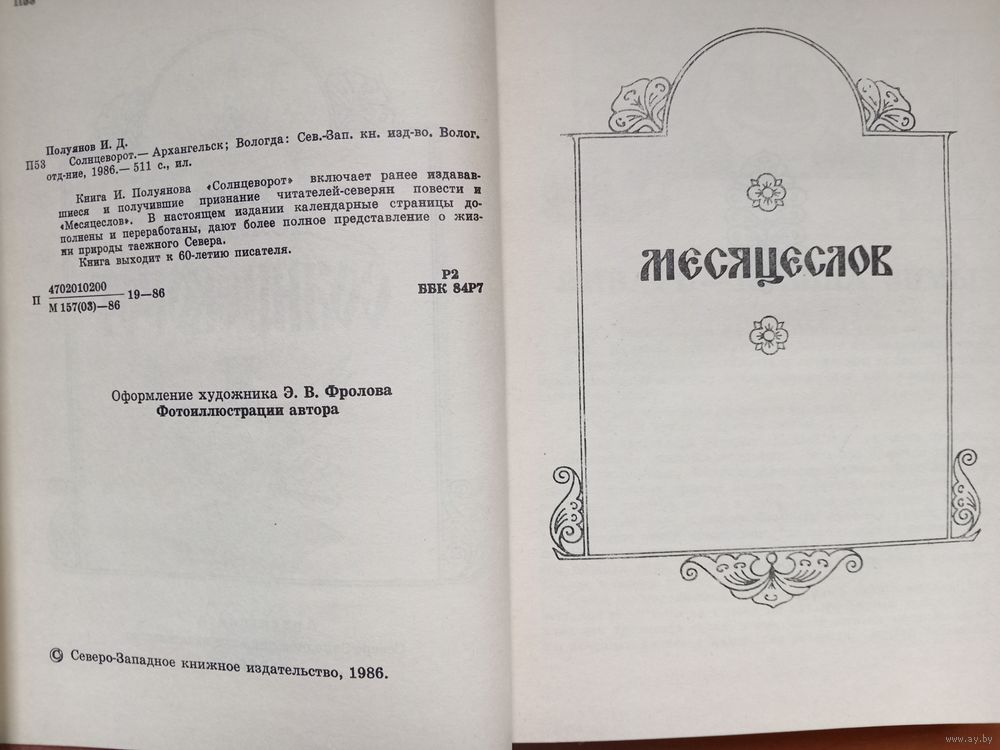 П53
Полуянов И. Д.
П53 Солнцеворот.— Архангельск; Вологда: Сев.-Зап. кн. изд-во. Волог.
отд-ние, 1986.— 511 с., ил.
Книга И. Полуянова «Солнцеворот» включает ранее издавав-
шиеся и получившие признание читателей-северян повести и
«Месяцеслов». В настоящем издании календарные страницы до-
полнены и переработаны, дают более полное представление о жиз-
ни природы таежного Севера.
Книга выходит к 60-летию писателя.
П 4702010200 19—86
М 157(03)—86
Р2
ББК 84Р7
Оформление художника Э. В. Фролова
Фотоиллюстрации автора
© Северо-Западное книжное издательство, 1986.
МЕСЯЦЕСЛОВ
www.ay.by